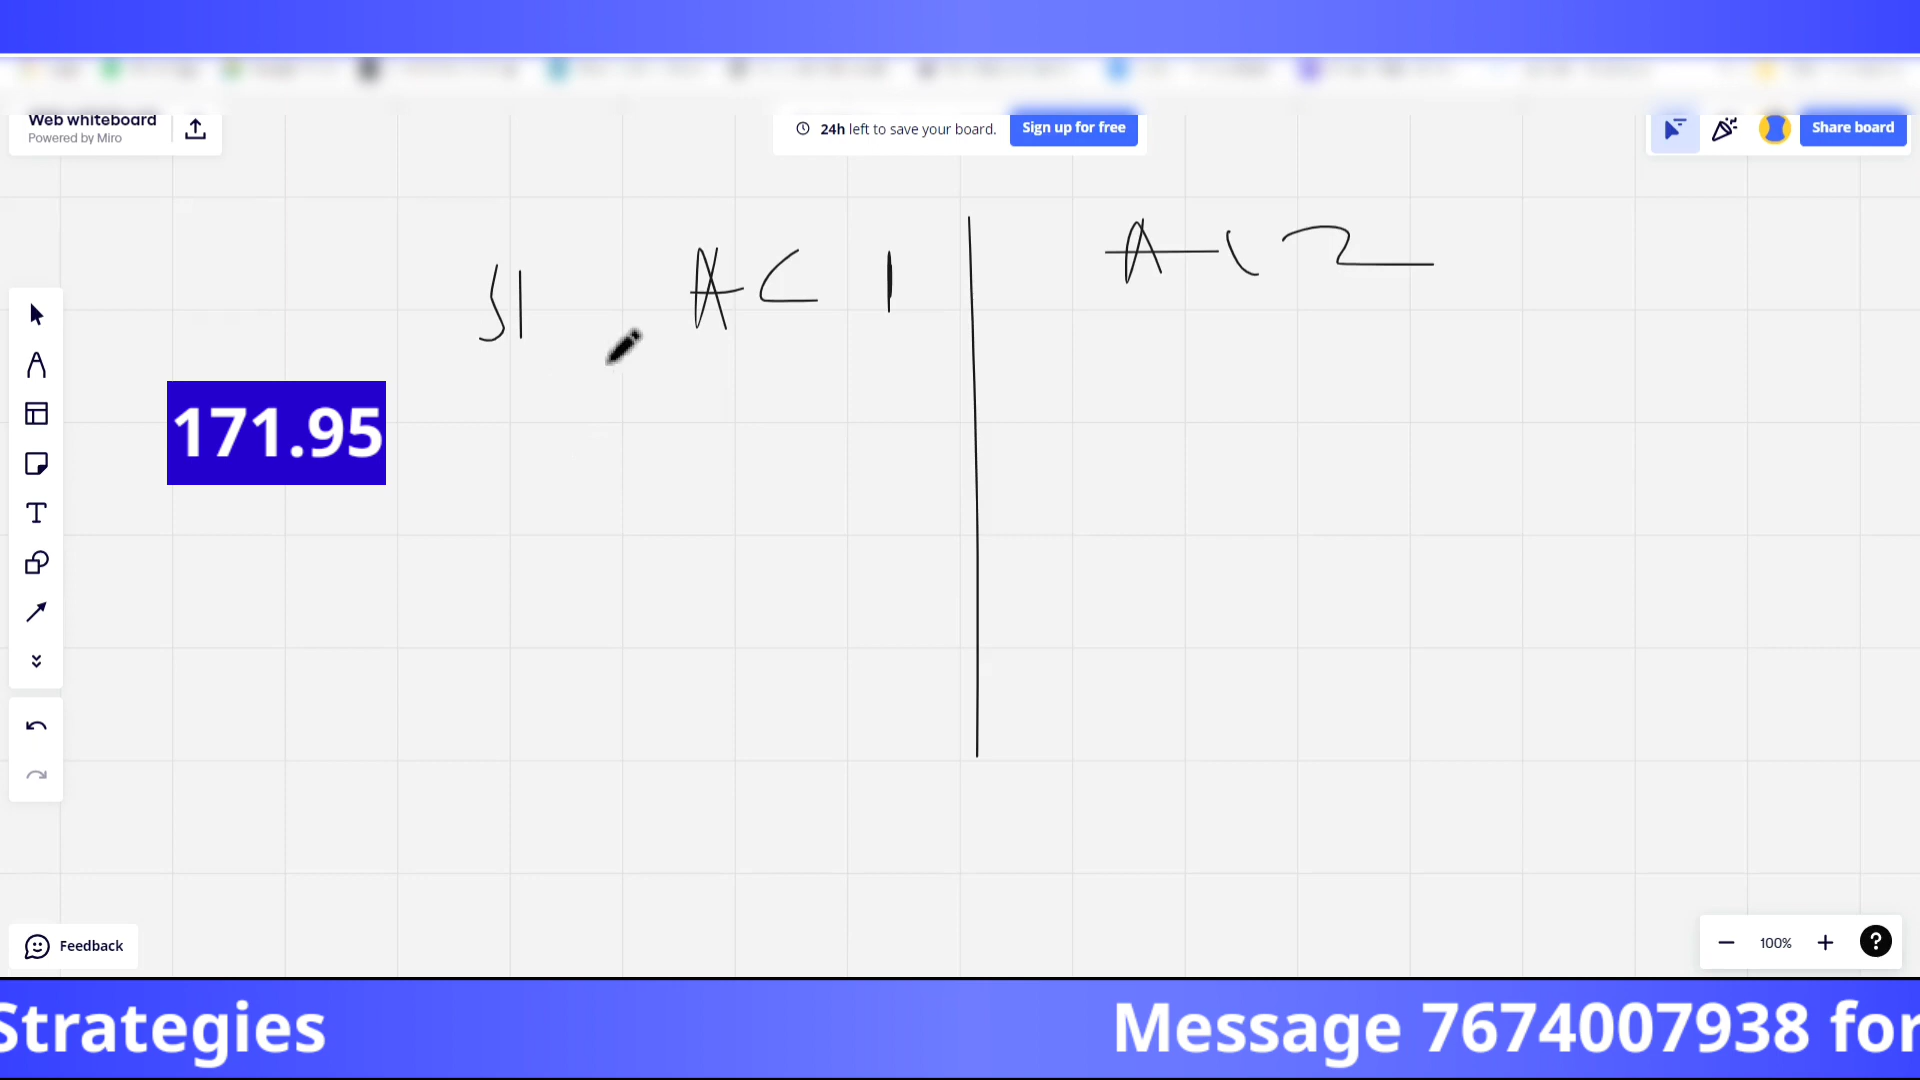 Web whiteboard
Powered by Miro
24h left to save your board.
Sign up for free
Share board
S1 AC 1
AC 2
171.95
Feedback
100%
Strategies
Message 7674007938 for